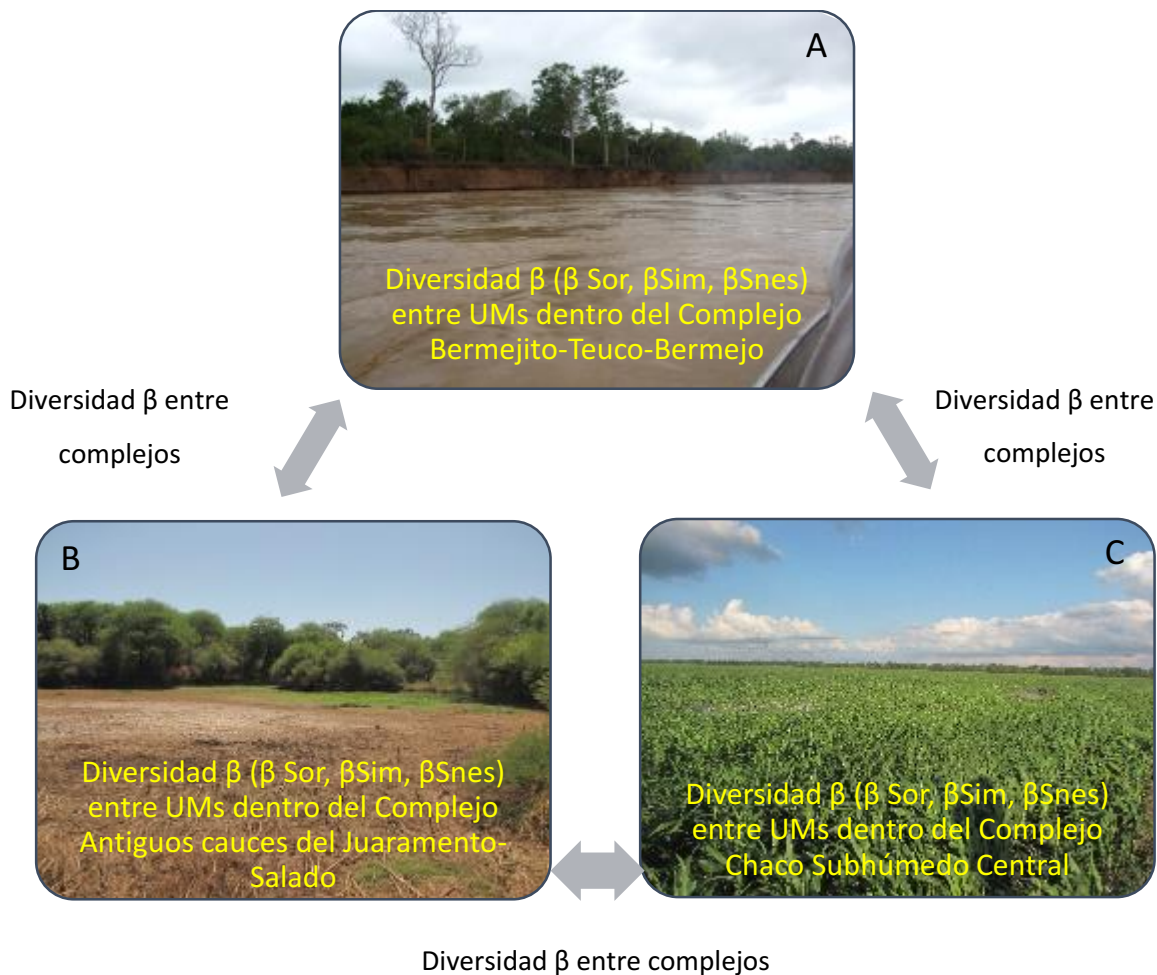 A
Diversidad β (β Sor, βSim, βSnes)
entre UMs dentro del Complejo
Bermejito-Teuco-Bermejo
Diversidad β entre
complejos
Diversidad β entre
complejos
B
Diversidad β (β Sor, βSim, βSnes)
entre UMs dentro del Complejo
Antiguos cauces del Juaramento-
Salado
C
Diversidad β (β Sor, βSim, βSnes)
entre UMs dentro del Complejo
Chaco Subhúmedo Central
Diversidad β entre complejos